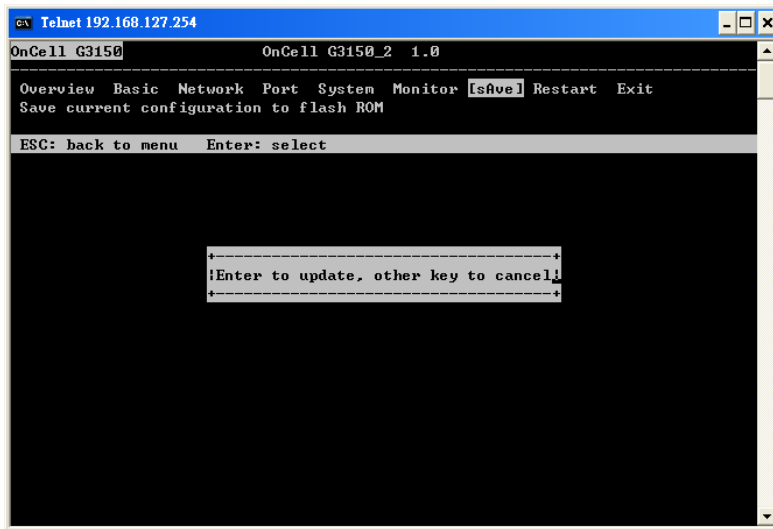 Telnet 192.168.127.254
OnCell G3150 OnCell G3150_2 1.0
Overview Basic Network Port System Monitor [sAve] Restart Exit
Save current configuration to flash ROM
ESC: back to menu Enter: select
Enter to update, other key to cancel